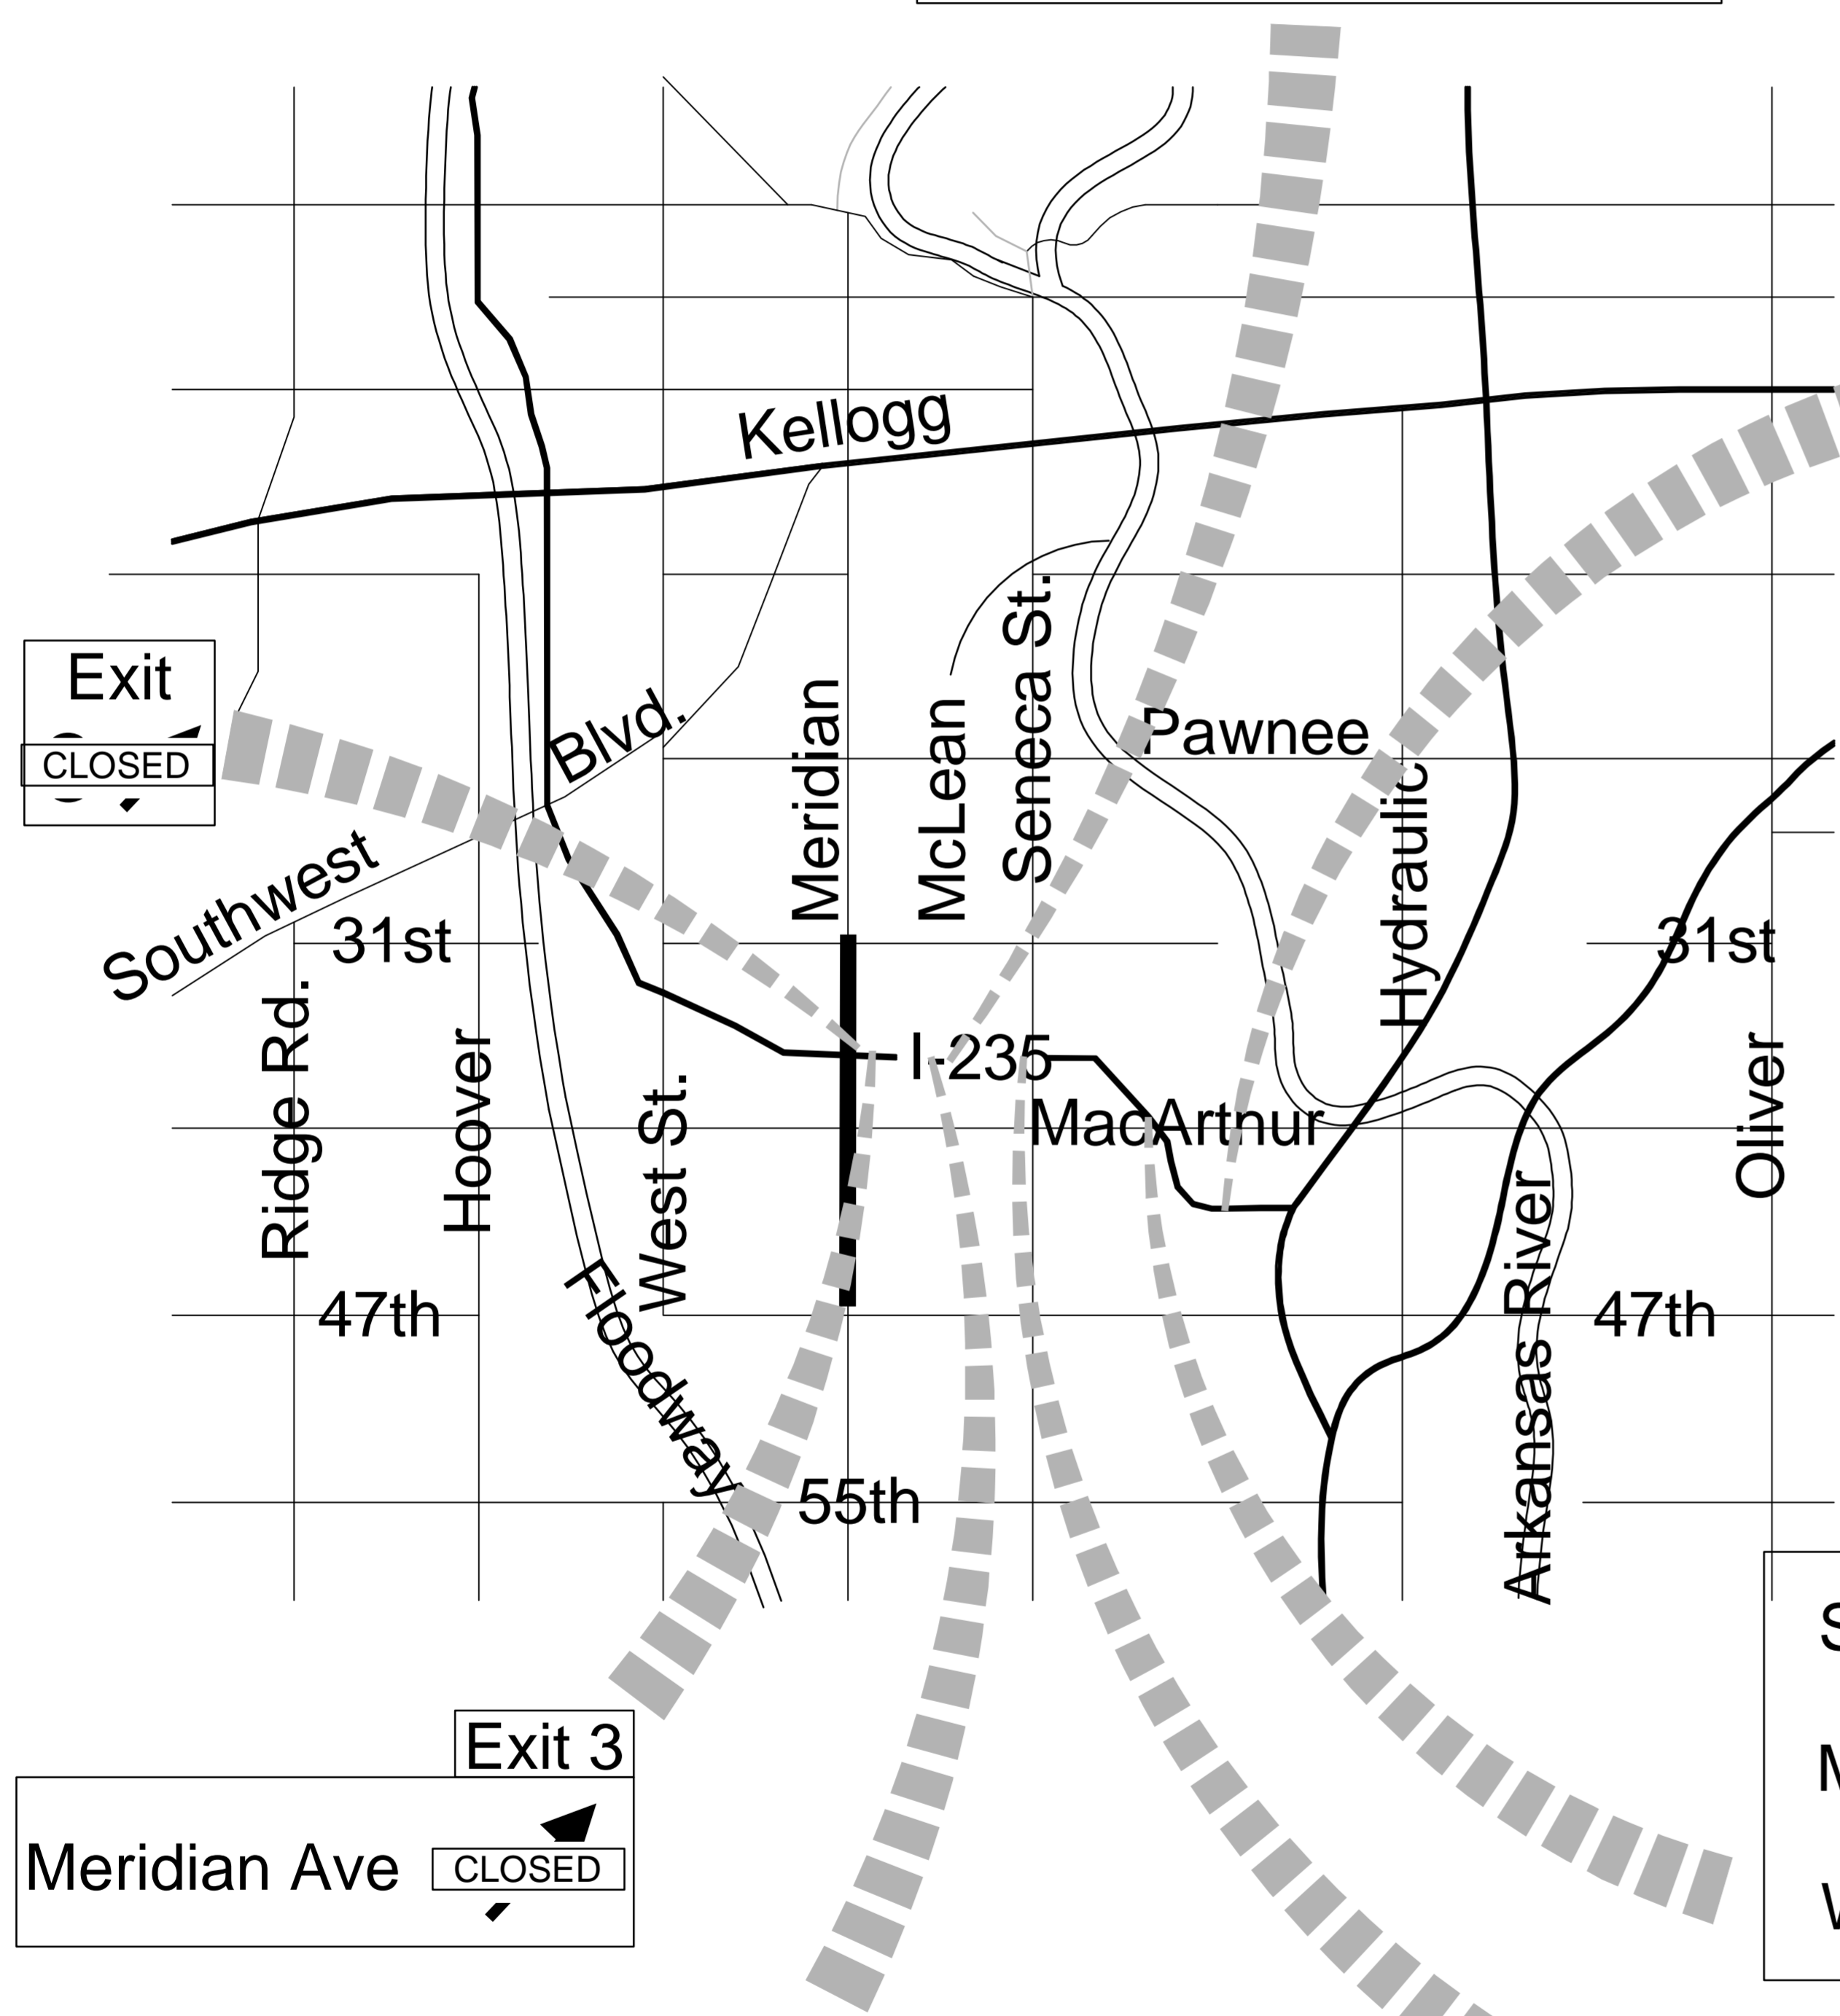 Kellogg
Exit
CLOSED
Blvd.
Southwest
Meridian
McLean
Seneca St.
Pawnee
Hydraulic
31st
31st
Ridge Rd.
Hoover
West St.
I-235
MacArthur
Oliver
47th
Floodway
Arkansas River
47th
55th
Exit 3
Meridian Ave
CLOSED